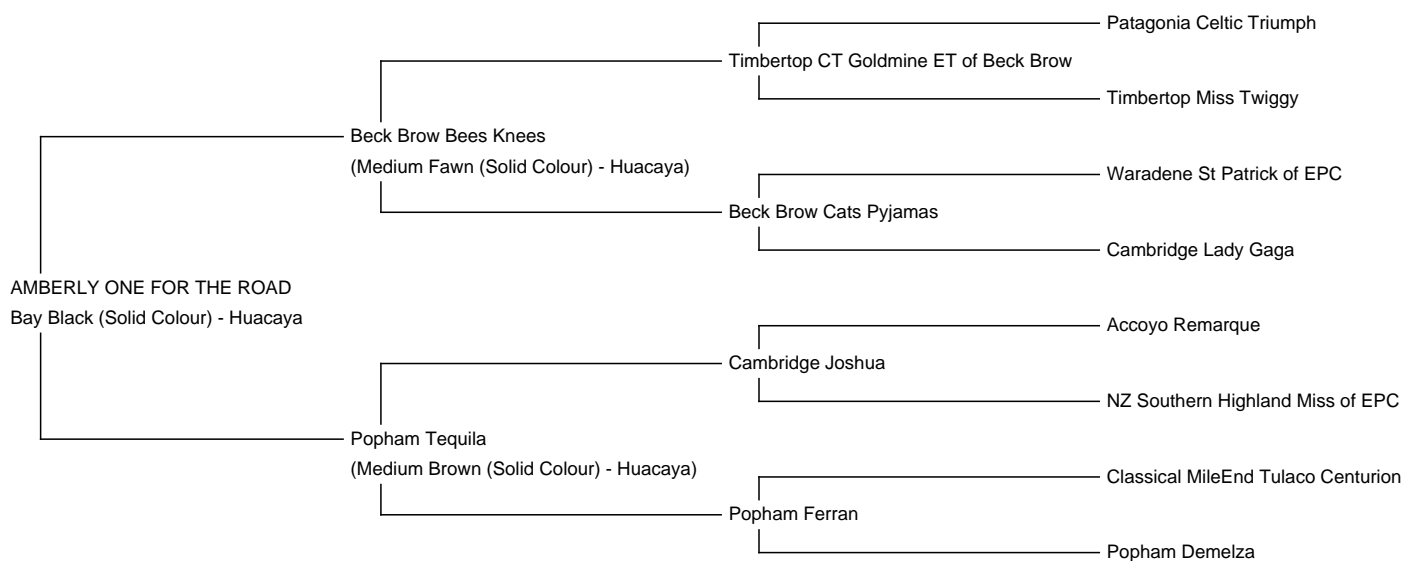 Patagonia Celtic Triumph
Timbertop CT Goldmine ET of Beck Brow
Timbertop Miss Twiggy
Beck Brow Bees Knees
(Medium Fawn (Solid Colour) - Huacaya)
Waradene St Patrick of EPC
Beck Brow Cats Pyjamas
Cambridge Lady Gaga
AMBERLY ONE FOR THE ROAD
Bay Black (Solid Colour) - Huacaya
Accoyo Remarque
Cambridge Joshua
NZ Southern Highland Miss of EPC
Popham Tequila
(Medium Brown (Solid Colour) - Huacaya)
Classical MileEnd Tulaco Centurion
Popham Ferran
Popham Demelza